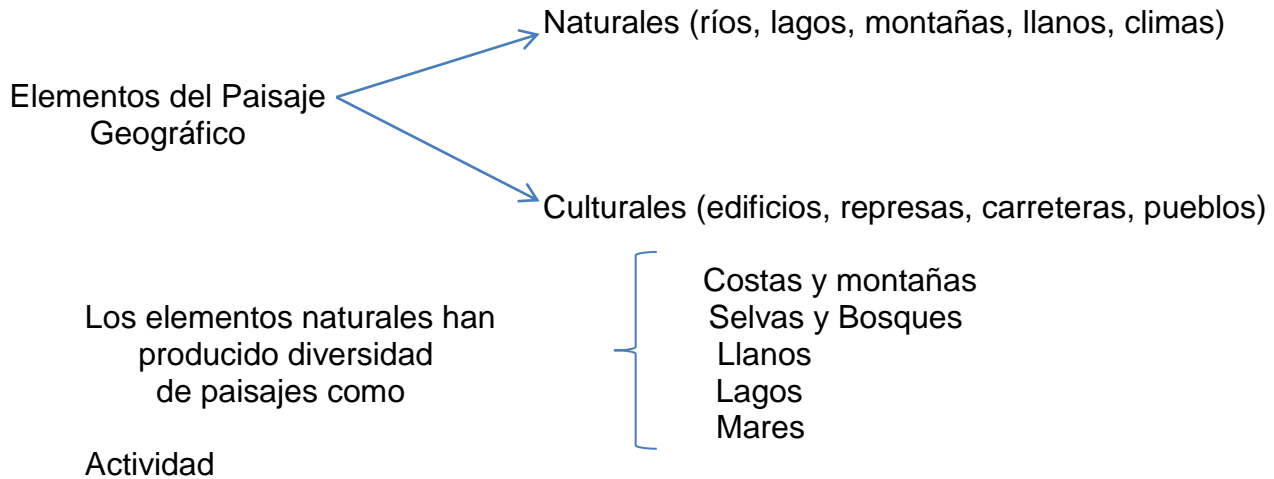 Naturales (ríos, lagos, montañas, llanos, climas)
Elementos del Paisaje
Geográfico
Culturales (edificios, represas, carreteras, pueblos)
Los elementos naturales han
producido diversidad
de paisajes como
Costas y montañas
Selvas y Bosques
Llanos
Lagos
Mares
Actividad